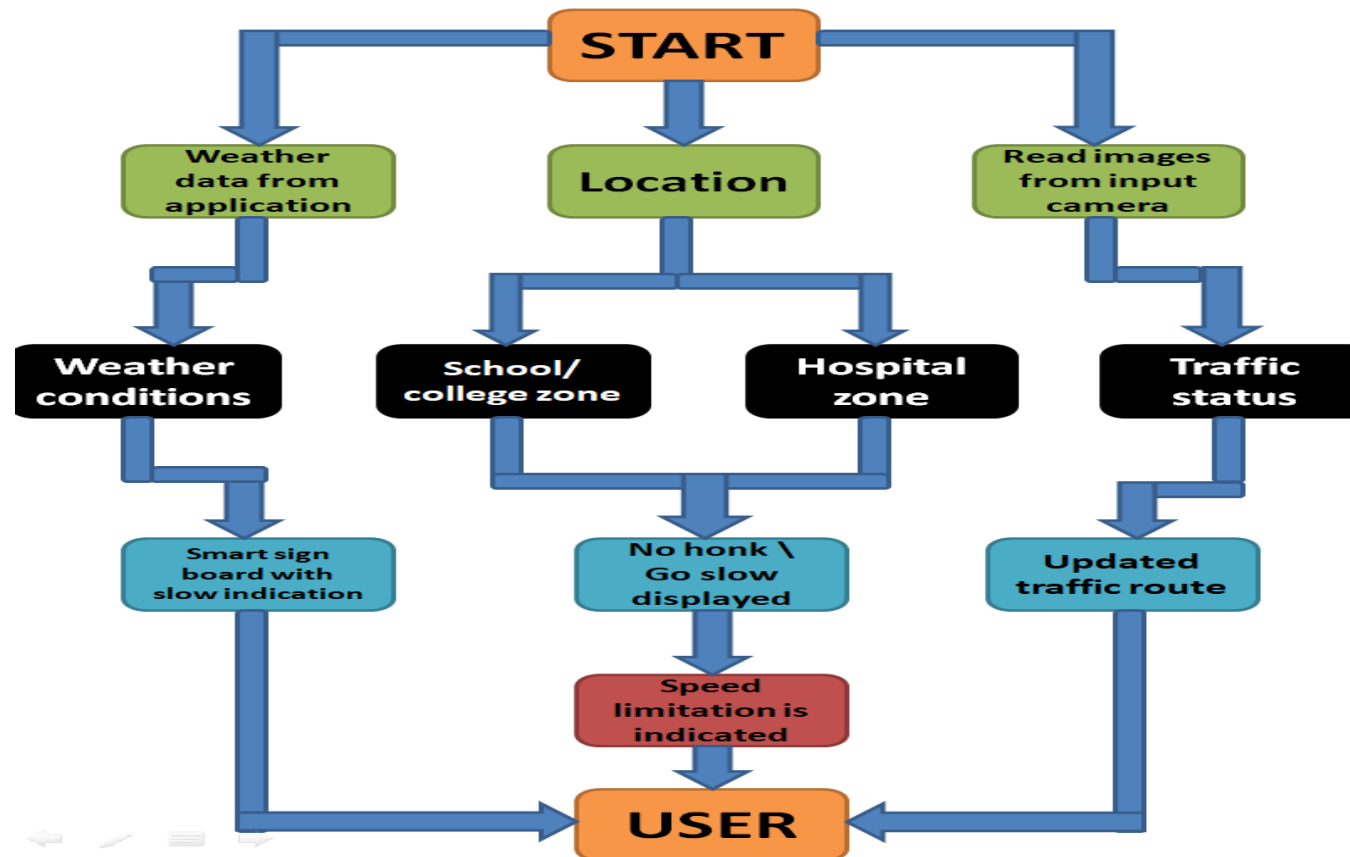 START
Weather
data from
application
Location
Read images
from input
camera
Weather
conditions
School/
college zone
Hospital
zone
Traffic
status
Smart sign
board with
slow indication
No honk \
Go slow
displayed
Updated
traffic route
Speed
limitation is
indicated
USER